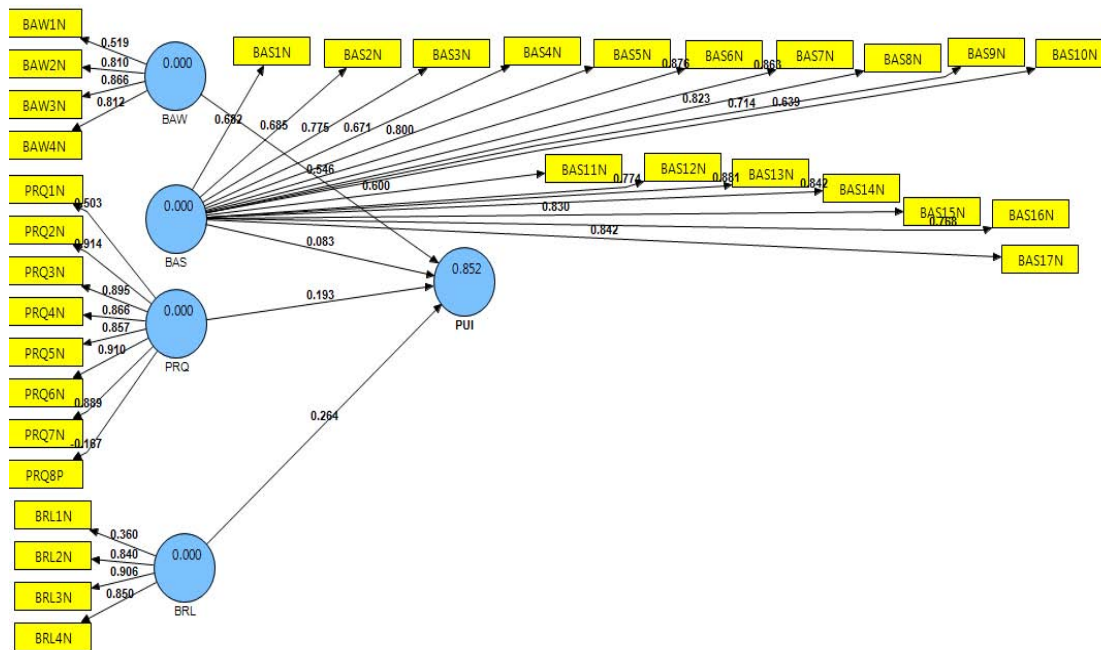 BAW1N
0.519
BAW2N
0.810
BAW3N
0.866
0.812
BAW4N
0.000
BAW
BAS1N
BAS2N
BAS3N
BAS4N
BAS5N
0.876
BAS6N
0.863
BAS7N
BAS8N
BAS9N
BAS10N
0.682
0.685
0.775
0.671
0.800
0.823
0.714
0.639
0.546
0.600
BAS11N
0.774
BAS12N
0.881
BAS13N
0.842
BAS14N
0.830
BAS15N
0.768
BAS16N
0.842
BAS17N
0.000
BAS
0.083
0.852
PUI
0.193
PRQ1N
0.503
PRQ2N
0.914
PRQ3N
0.895
PRQ4N
0.866
0.857
PRQ5N
0.910
PRQ6N
0.889
PRQ7N
-0.167
PRQ8P
0.000
PRQ
0.264
BRL1N
0.360
BRL2N
0.840
0.906
BRL3N
0.850
BRL4N
0.000
BRL